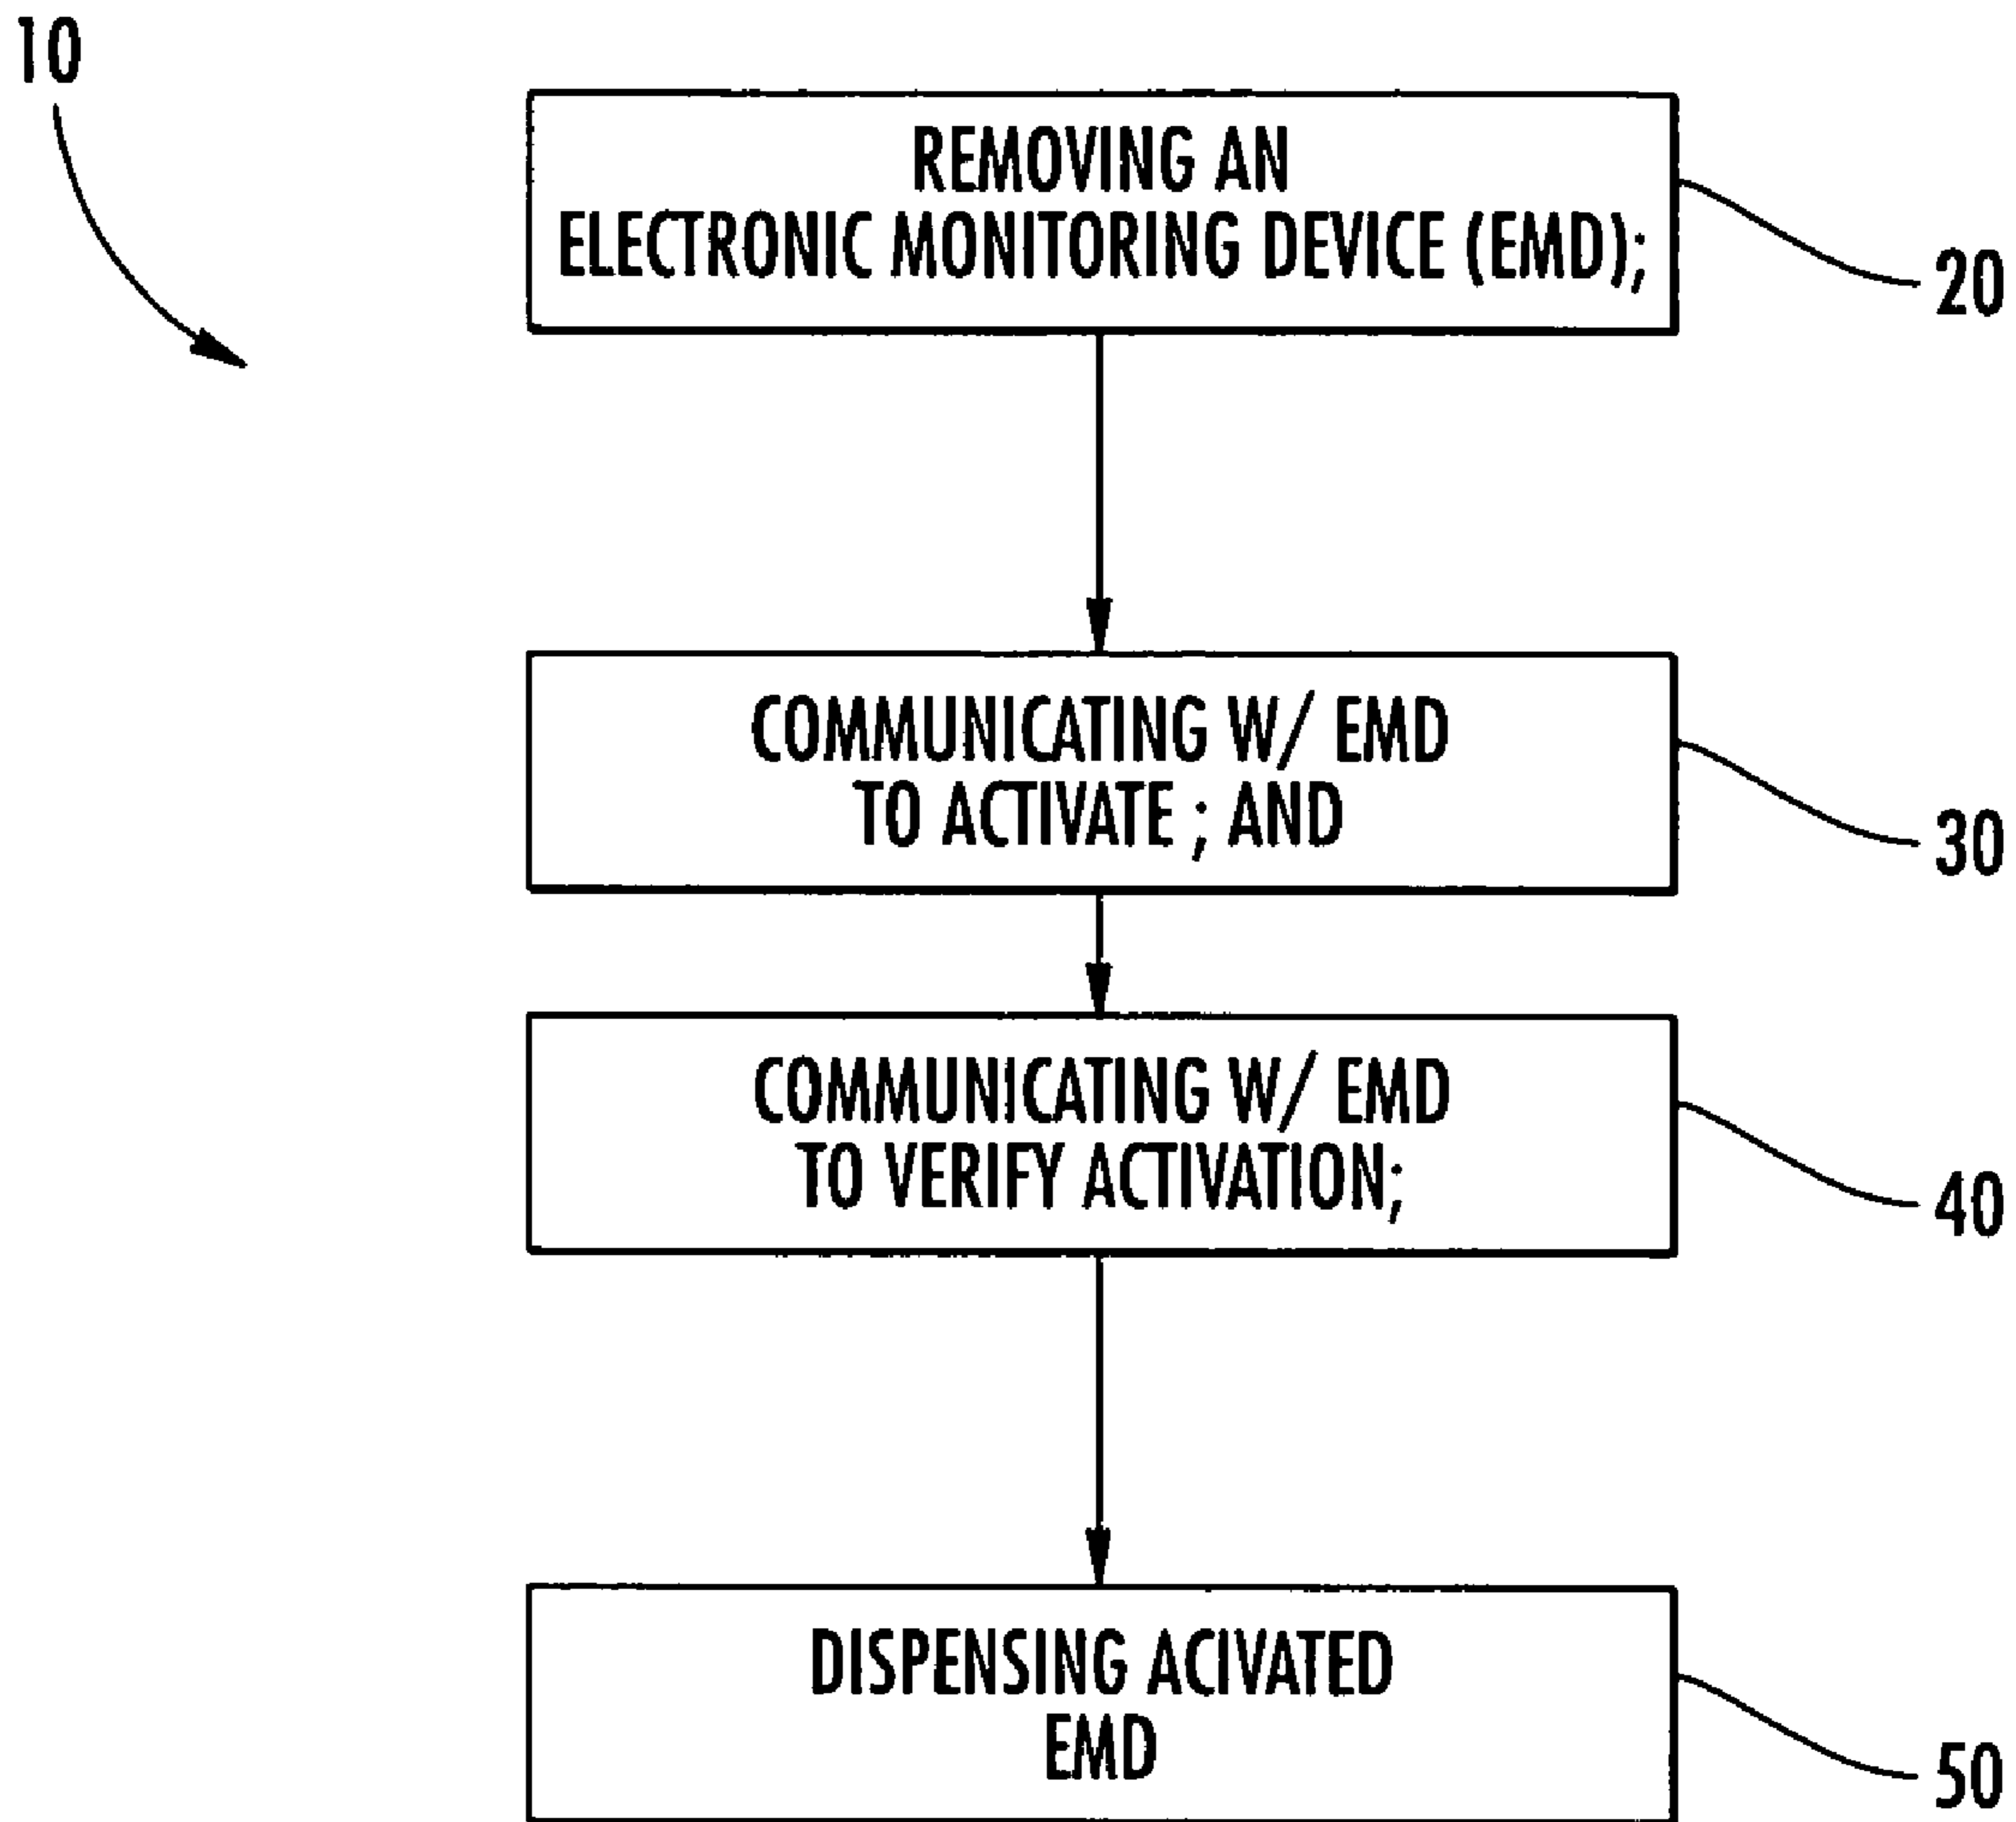 10
REMOVING AN
ELECTRONIC MONITORING DEVICE (EMD);
20
COMMUNICATING W/ EMD
TO ACTIVATE ; AND
30
COMMUNICATING W/ EMD
TO VERIFY ACTIVATION;
40
DISPENSING ACIVATED
EMD
50